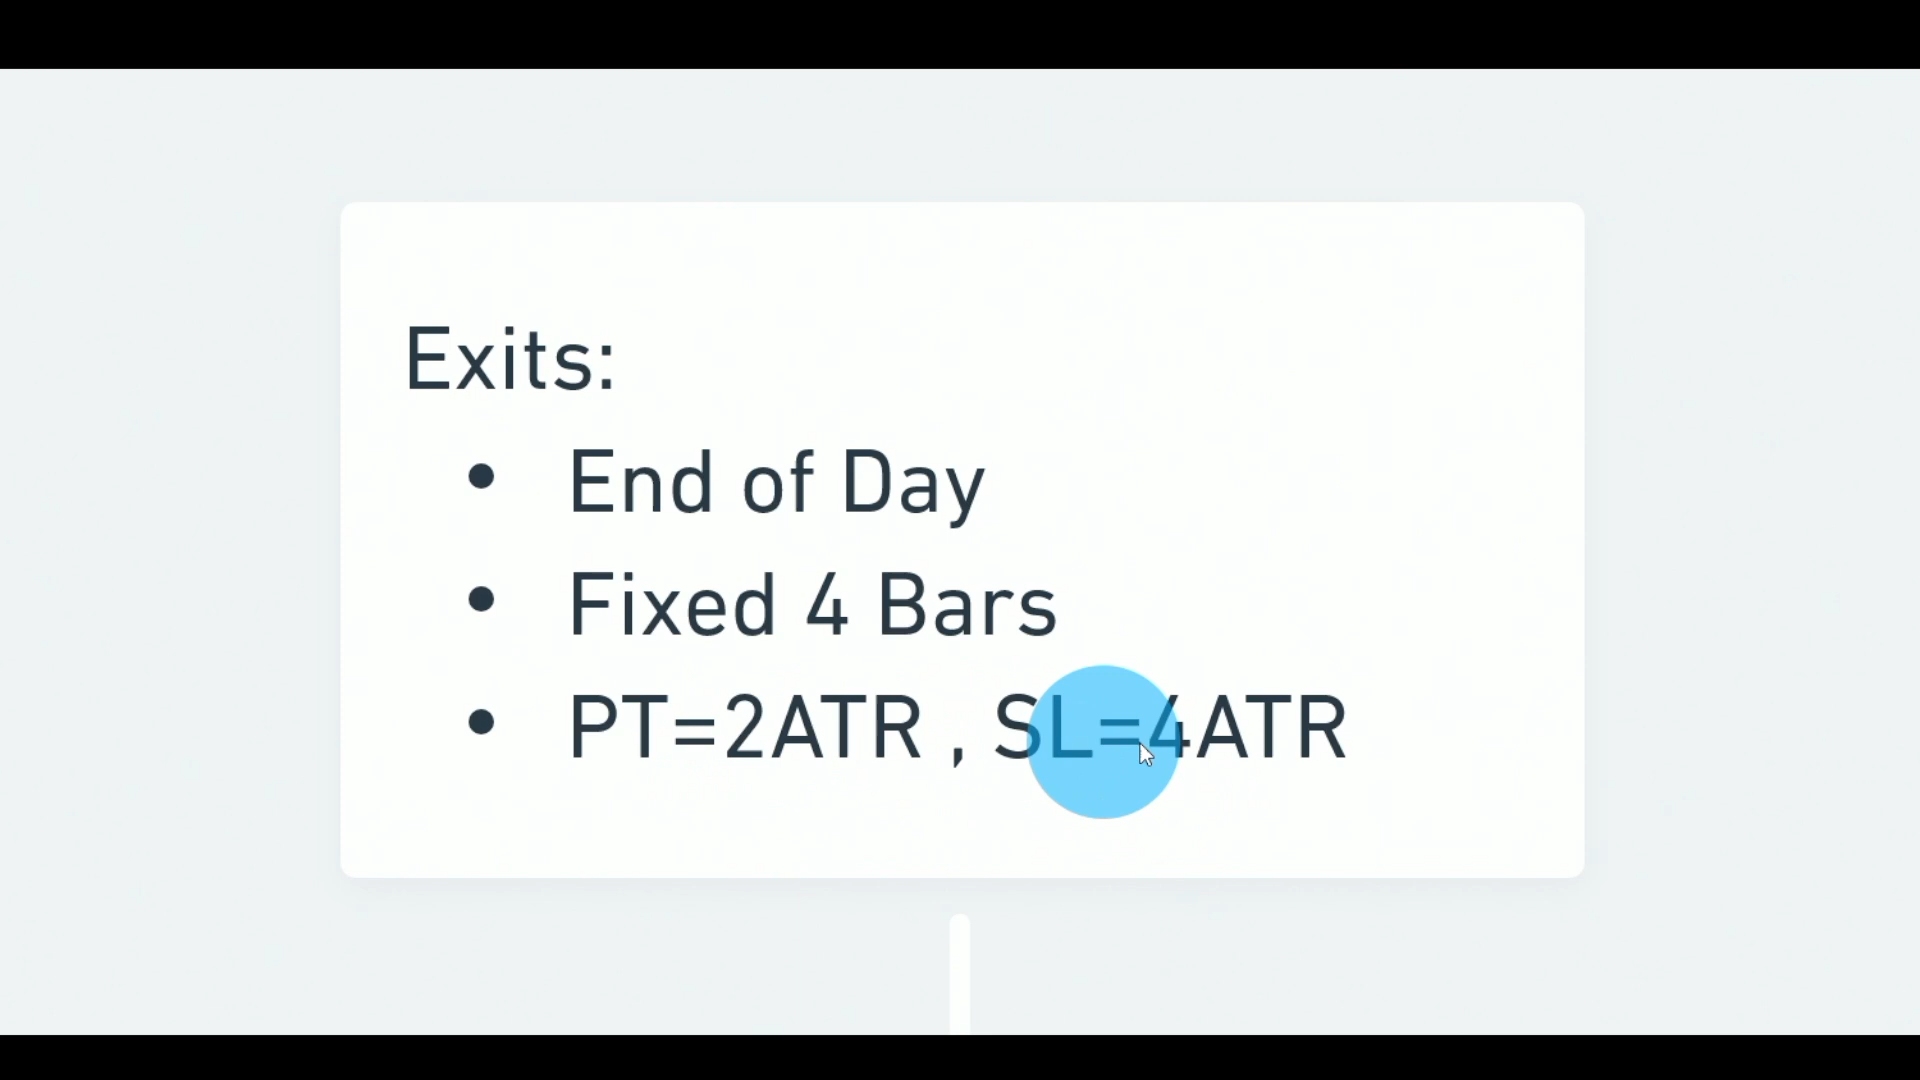 Exits:
• End of Day
• Fixed 4 Bars
• PT=2ATR , SL=4ATR